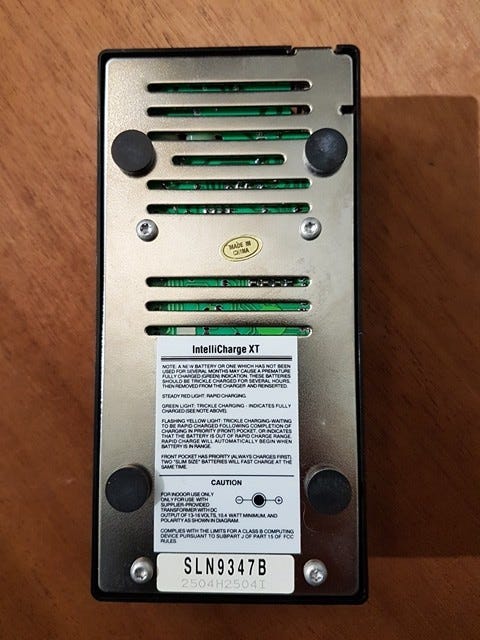 MADE IN
CHINA
IntelliCharge XT
NOTE: A NEW BATTERY OR ONE WHICH HAS NOT BEEN
USED FOR SEVERAL MONTHS MAY CAUSE A PREMATURE
FULLY CHARGED (GREEN) INDICATION. THESE BATTERIES
SHOULD BE TRICKLE CHARGED FOR SEVERAL HOURS,
THEN REMOVED FROM THE CHARGER AND REINSERTED.
STEADY RED LIGHT: RAPID CHARGING.
GREEN LIGHT: TRICKLE CHARGING - INDICATES FULLY
CHARGED (SEE NOTE ABOVE).
FLASHING YELLOW LIGHT: TRICKLE CHARGING-WAITING
TO BE RAPID CHARGED FOLLOWING COMPLETION OF
CHARGING IN PRIORITY (FRONT) POCKET, OR INDICATES
THAT THE BATTERY IS OUT OF RAPID CHARGE RANGE.
RAPID CHARGE WILL AUTOMATICALLY BEGIN WHEN
BATTERY IS IN RANGE.
FRONT POCKET HAS PRIORITY (ALWAYS CHARGES FIRST).
TWO "SLIM SIZE" BATTERIES WILL FAST CHARGE AT THE
SAME TIME.
CAUTION
FOR INDOOR USE ONLY
ONLY FOR USE WITH
SUPPLIER-PROVIDED
TRANSFORMER WITH DC
OUTPUT OF 13-16 VOLTS, 10.4 WATT MINIMUM, AND
POLARITY AS SHOWN IN DIAGRAM.
COMPLIES WITH THE LIMITS FOR A CLASS B COMPUTING
DEVICE PURSUANT TO SUBPART J OF PART 15 OF FCC
RULES
SLN9347B
2504H2504I